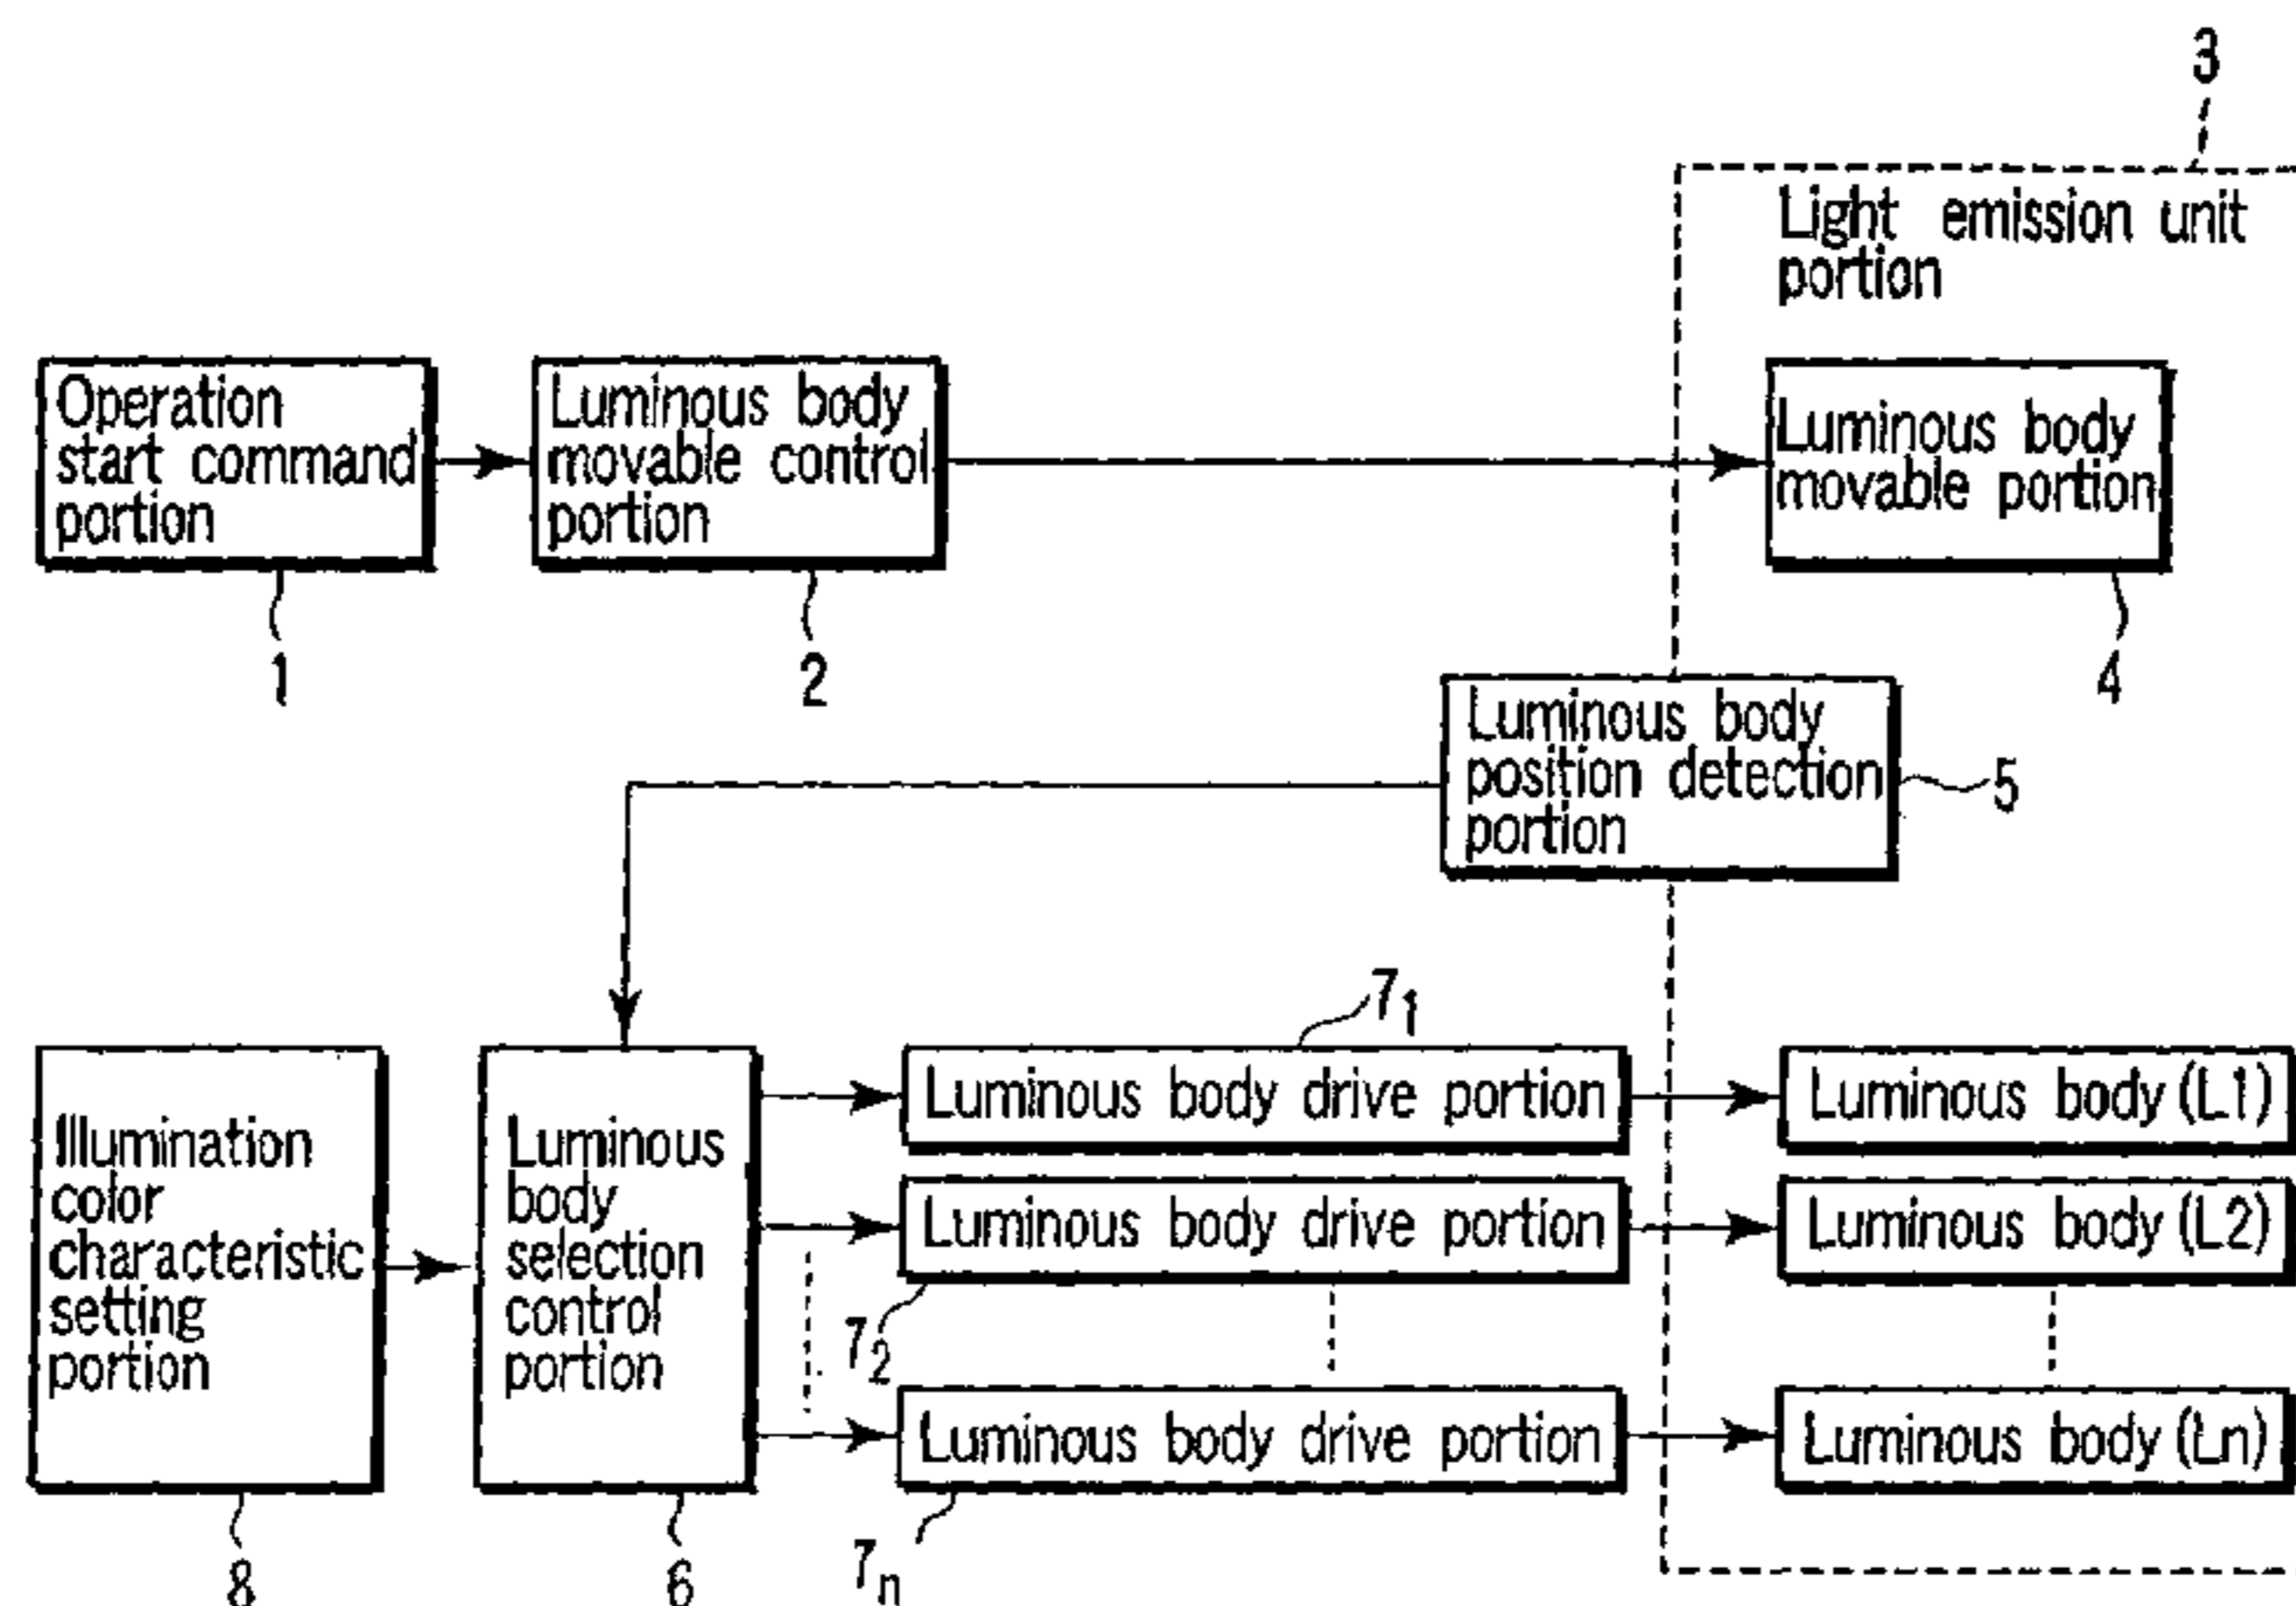 3
Light emission unit
portion
Operation
start command
portion
Luminous body
movable control
portion
Luminous body
movable portion
1
2
4
Luminous body
position detection
portion
5
7₁
Illumination
color
characteristic
setting
portion
Luminous
body
selection
control
portion
Luminous body drive portion
Luminous body (L1)
Luminous body drive portion
Luminous body (L2)
7₂
Luminous body drive portion
Luminous body (Ln)
8
6
7ₙ